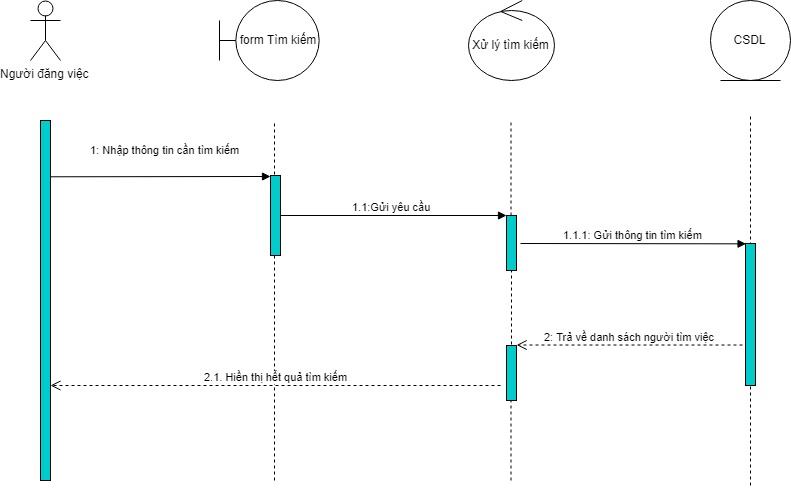 form Tìm kiếm
Xử lý tìm kiếm
CSDL
Người đăng việc
1: Nhập thông tin cần tìm kiếm
1.1:Gửi yêu cầu
1.1.1: Gửi thông tin tìm kiếm
2: Trả về danh sách người tìm việc
2.1. Hiền thị hết quả tìm kiếm